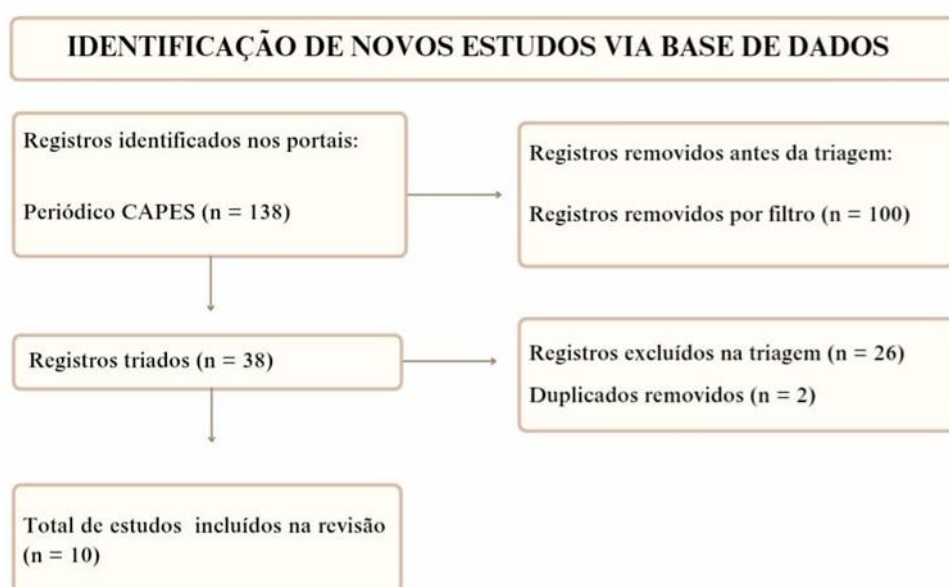 IDENTIFICAÇÃO DE NOVOS ESTUDOS VIA BASE DE DADOS
Registros identificados nos portais:
Periódico CAPES (n = 138)
Registros removidos antes da triagem:
Registros removidos por filtro (n = 100)
Registros triados (n = 38)
Registros excluídos na triagem (n = 26)
Duplicados removidos (n = 2)
Total de estudos incluídos na revisão
(n = 10)